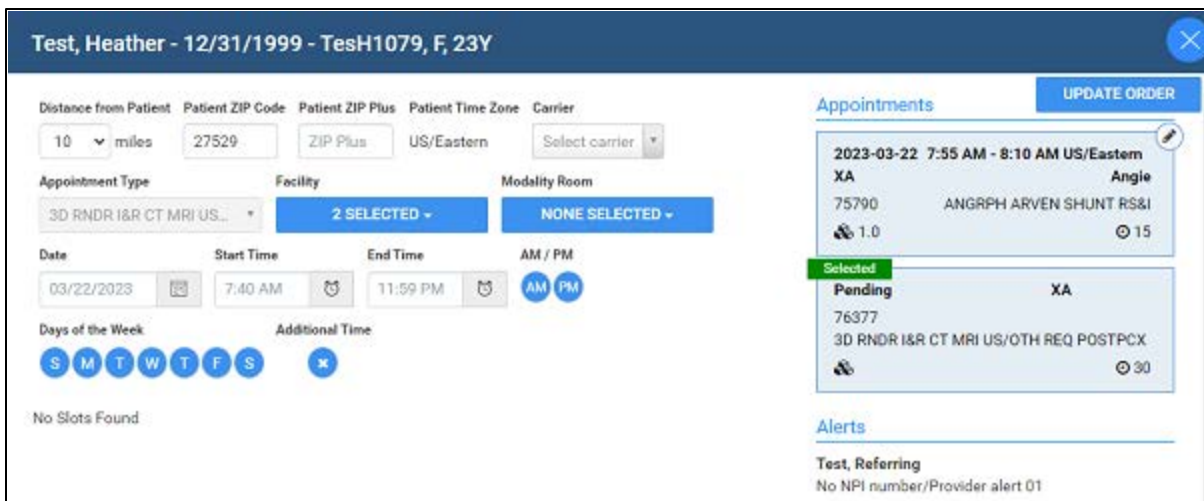 Test, Heather - 12/31/1999 - TesH1079, F, 23Y
Distance from Patient Patient ZIP Code Patient ZIP Plus Patient Time Zone Carrier
10 miles 27529 ZIP Plus US/Eastern Select carrier
Appointment Type Facility Modality Room
3D RNDR I&R CT MRI US... 2 SELECTED NONE SELECTED
Date Start Time End Time AM / PM
03/22/2023 7:40 AM 11:59 PM AM PM
Days of the Week Additional Time
S M T W T F S
No Slots Found
UPDATE ORDER
Appointments
2023-03-22 7:55 AM - 8:10 AM US/Eastern
XA Angie
75790 ANGRPH ARVEN SHUNT RS&I
1.0 15
Selected
Pending XA
76377
3D RNDR I&R CT MRI US/OTH REQ POSTPCX
30
Alerts
Test, Referring
No NPI number/Provider alert 01